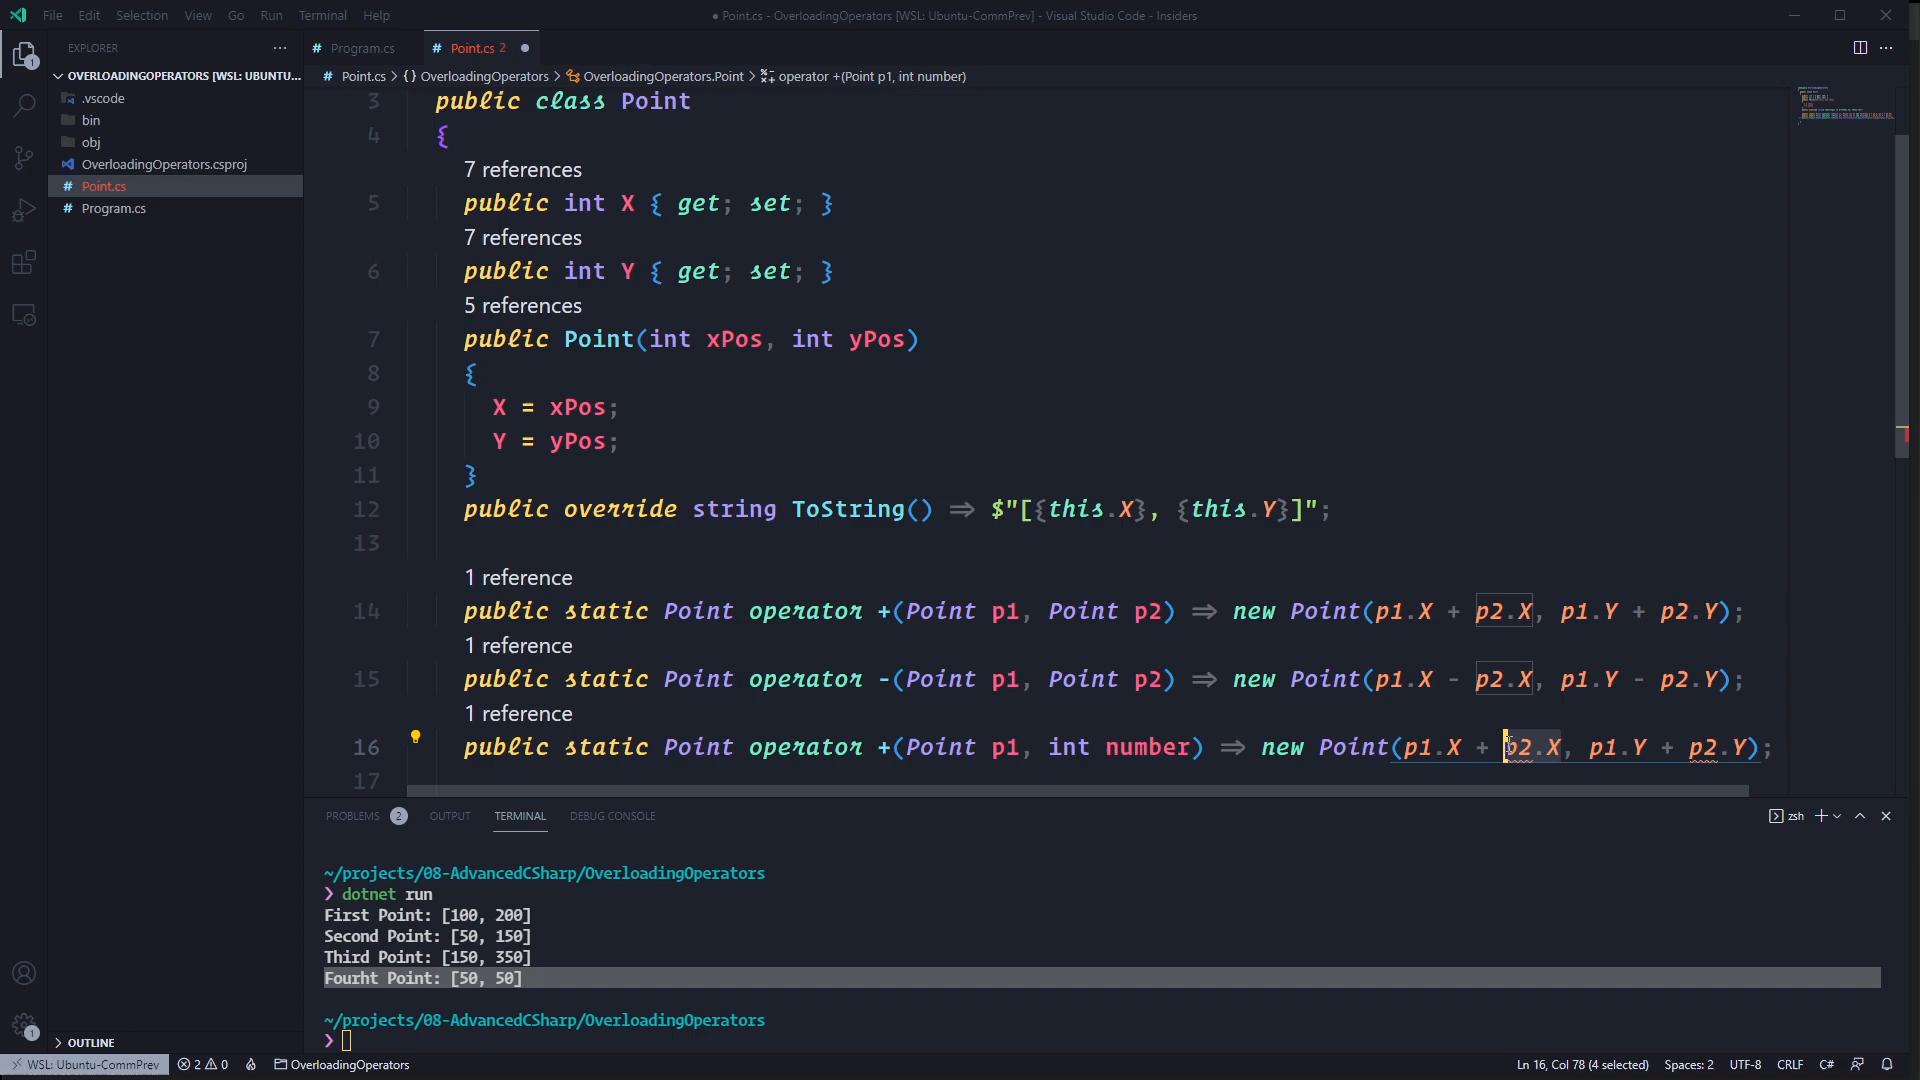 File Edit Selection View Go Run Terminal Help
● Point.cs - OverloadingOperators [WSL: Ubuntu-CommPrev] - Visual Studio Code - Insiders
EXPLORER ···
# Program.cs
# Point.cs 2 ●
OVERLOADINGOPERATORS [WSL: UBUNTU...
# Point.cs > {} OverloadingOperators > OverloadingOperators.Point > operator +(Point p1, int number)
.vscode
bin
obj
OverloadingOperators.csproj
# Point.cs
# Program.cs
3 public class Point
4 {
7 references
5 public int X { get; set; }
7 references
6 public int Y { get; set; }
5 references
7 public Point(int xPos, int yPos)
8 {
9 X = xPos;
10 Y = yPos;
11 }
12 public override string ToString() => $"[{this.X}, {this.Y}]";
13
1 reference
14 public static Point operator +(Point p1, Point p2) => new Point(p1.X + p2.X, p1.Y + p2.Y);
1 reference
15 public static Point operator -(Point p1, Point p2) => new Point(p1.X - p2.X, p1.Y - p2.Y);
1 reference
16 public static Point operator +(Point p1, int number) => new Point(p1.X + p2.X, p1.Y + p2.Y);
17
PROBLEMS 2 OUTPUT TERMINAL DEBUG CONSOLE
zsh
~/projects/08-AdvancedCSharp/OverloadingOperators
❯ dotnet run
First Point: [100, 200]
Second Point: [50, 150]
Third Point: [150, 350]
Fourht Point: [50, 50]
~/projects/08-AdvancedCSharp/OverloadingOperators
❯
1
1
OUTLINE
WSL: Ubuntu-CommPrev 2 0 OverloadingOperators
Ln 16, Col 78 (4 selected) Spaces: 2 UTF-8 CRLF C#